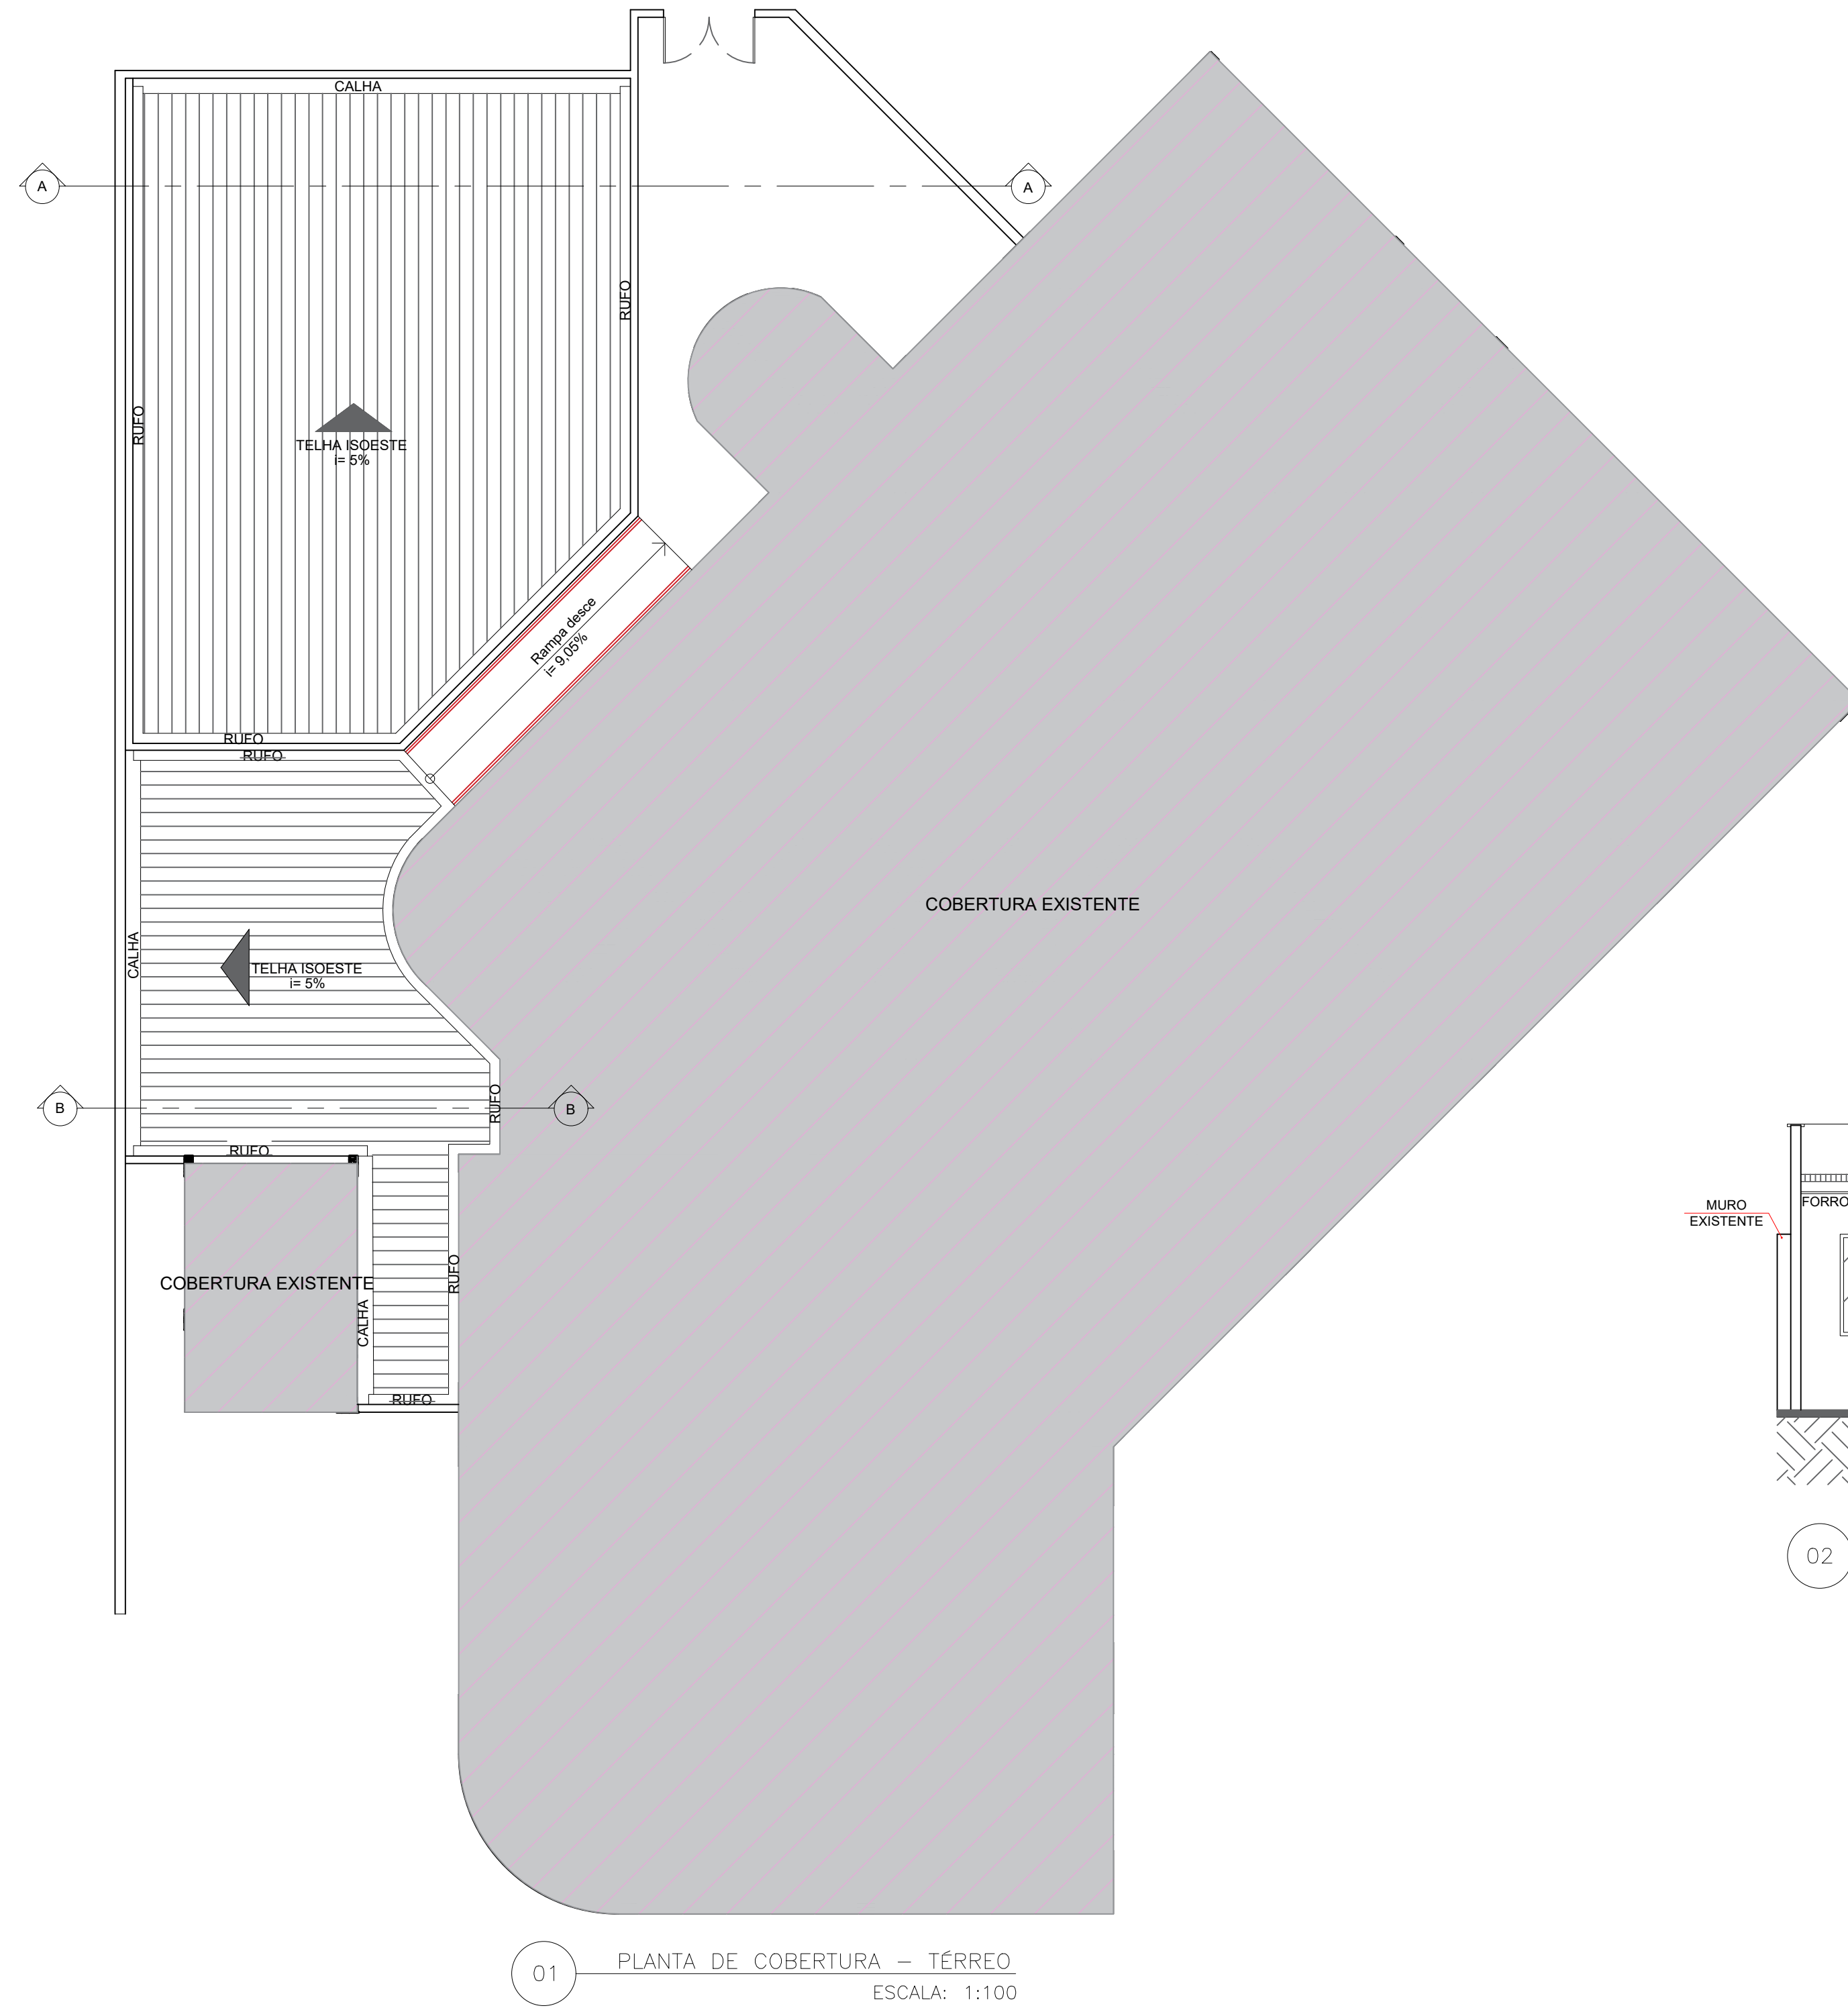 CALHA
A
A
RUFO
RUFO
TELHA ISOESTE
i= 5%
Rampa desce
i= 9,05%
RUFO
RUFO
COBERTURA EXISTENTE
CALHA
TELHA ISOESTE
i= 5%
B
B
RUFO
RUFO
MURO
EXISTENTE
FORRO
COBERTURA EXISTENTE
RUFO
CALHA
RUFO
02
01
PLANTA DE COBERTURA – TÉRREO
ESCALA: 1:100